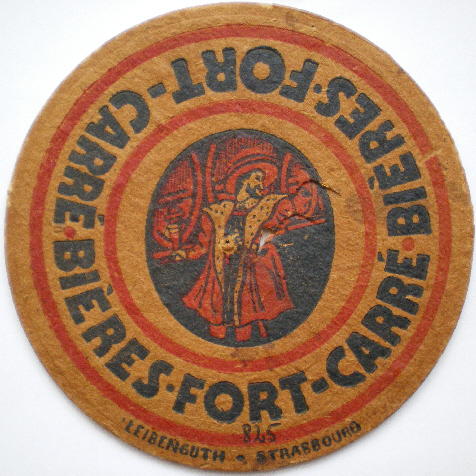 BIÈRES·FORT-CARRÉ·BIÈRES·FORT-CARRÉ·
845
LEIBENGUTH • STRASBOURG